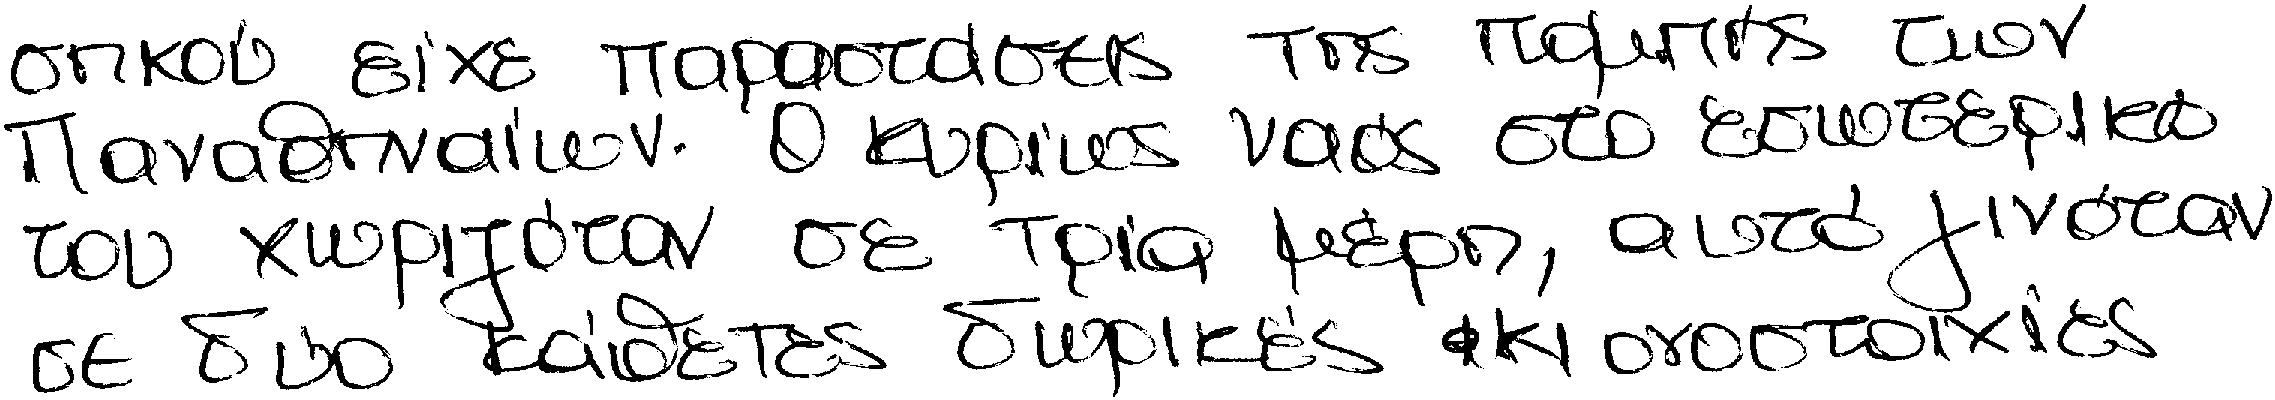 σηκού είχε παραστάσεις της πομπής των
Παναθηναίων. Ο κυρίως ναός στο εσωτερικό
του χωριζόταν σε τρία μέρη, αυτό γινόταν
σε δύο κάθετες δωρικές κιονοστοιχίες